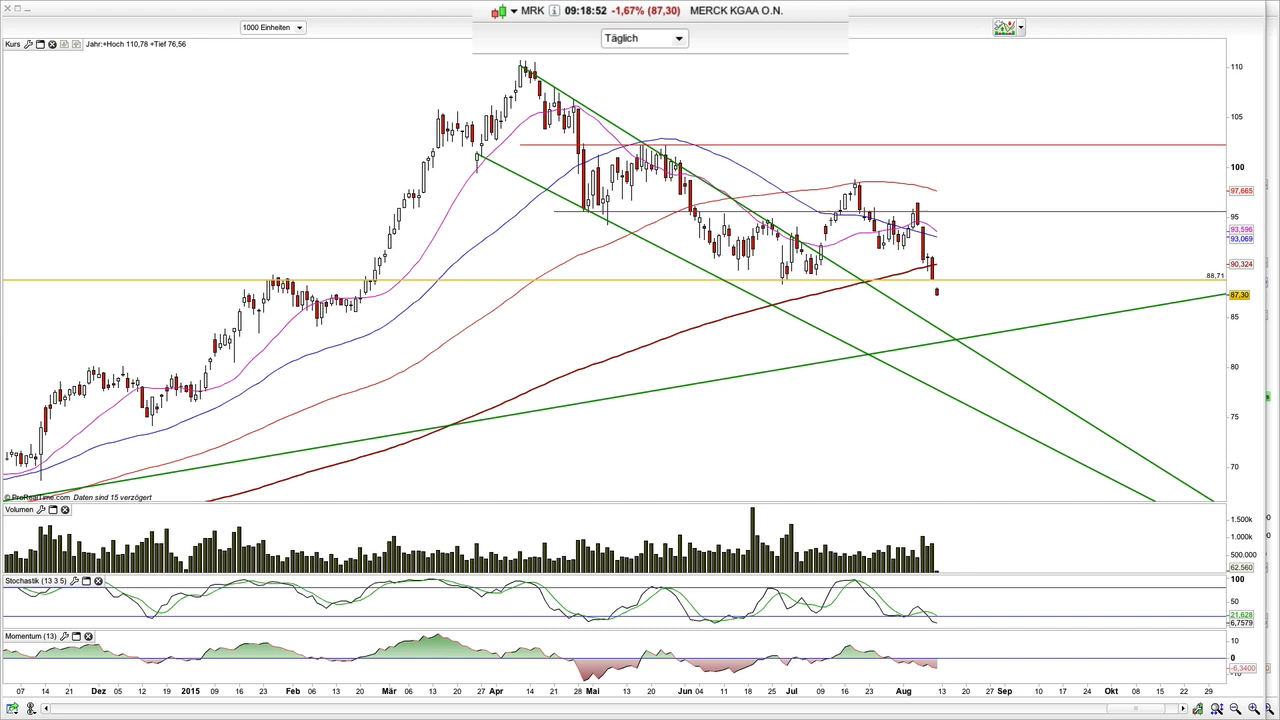 MRK 09:18:52 -1,67% (87,30) MERCK KGAA O.N.
1000 Einheiten
Täglich
Kurs Jahr:+Hoch 110,78 +Tief 76,56
110
105
100
97,665
95
93,596
93,069
90,324
88,71
87,30
85
80
75
70
© ProRealTime.com Daten sind 15 verzögert
Volumen
1.500k
1.000k
500.000
62.560
Stochastik (13 3 5)
100
50
21,628
6,7579
Momentum (13)
10
0
-6,3400
07 14 21 Dez 05 12 19 2015 09 16 23 Feb 06 13 20 Mär 06 13 20 27 Apr 14 21 28 Mai 13 20 Jun 04 11 18 25 Jul 09 16 23 Aug 13 20 27 Sep 10 17 24 Okt 08 15 22 29